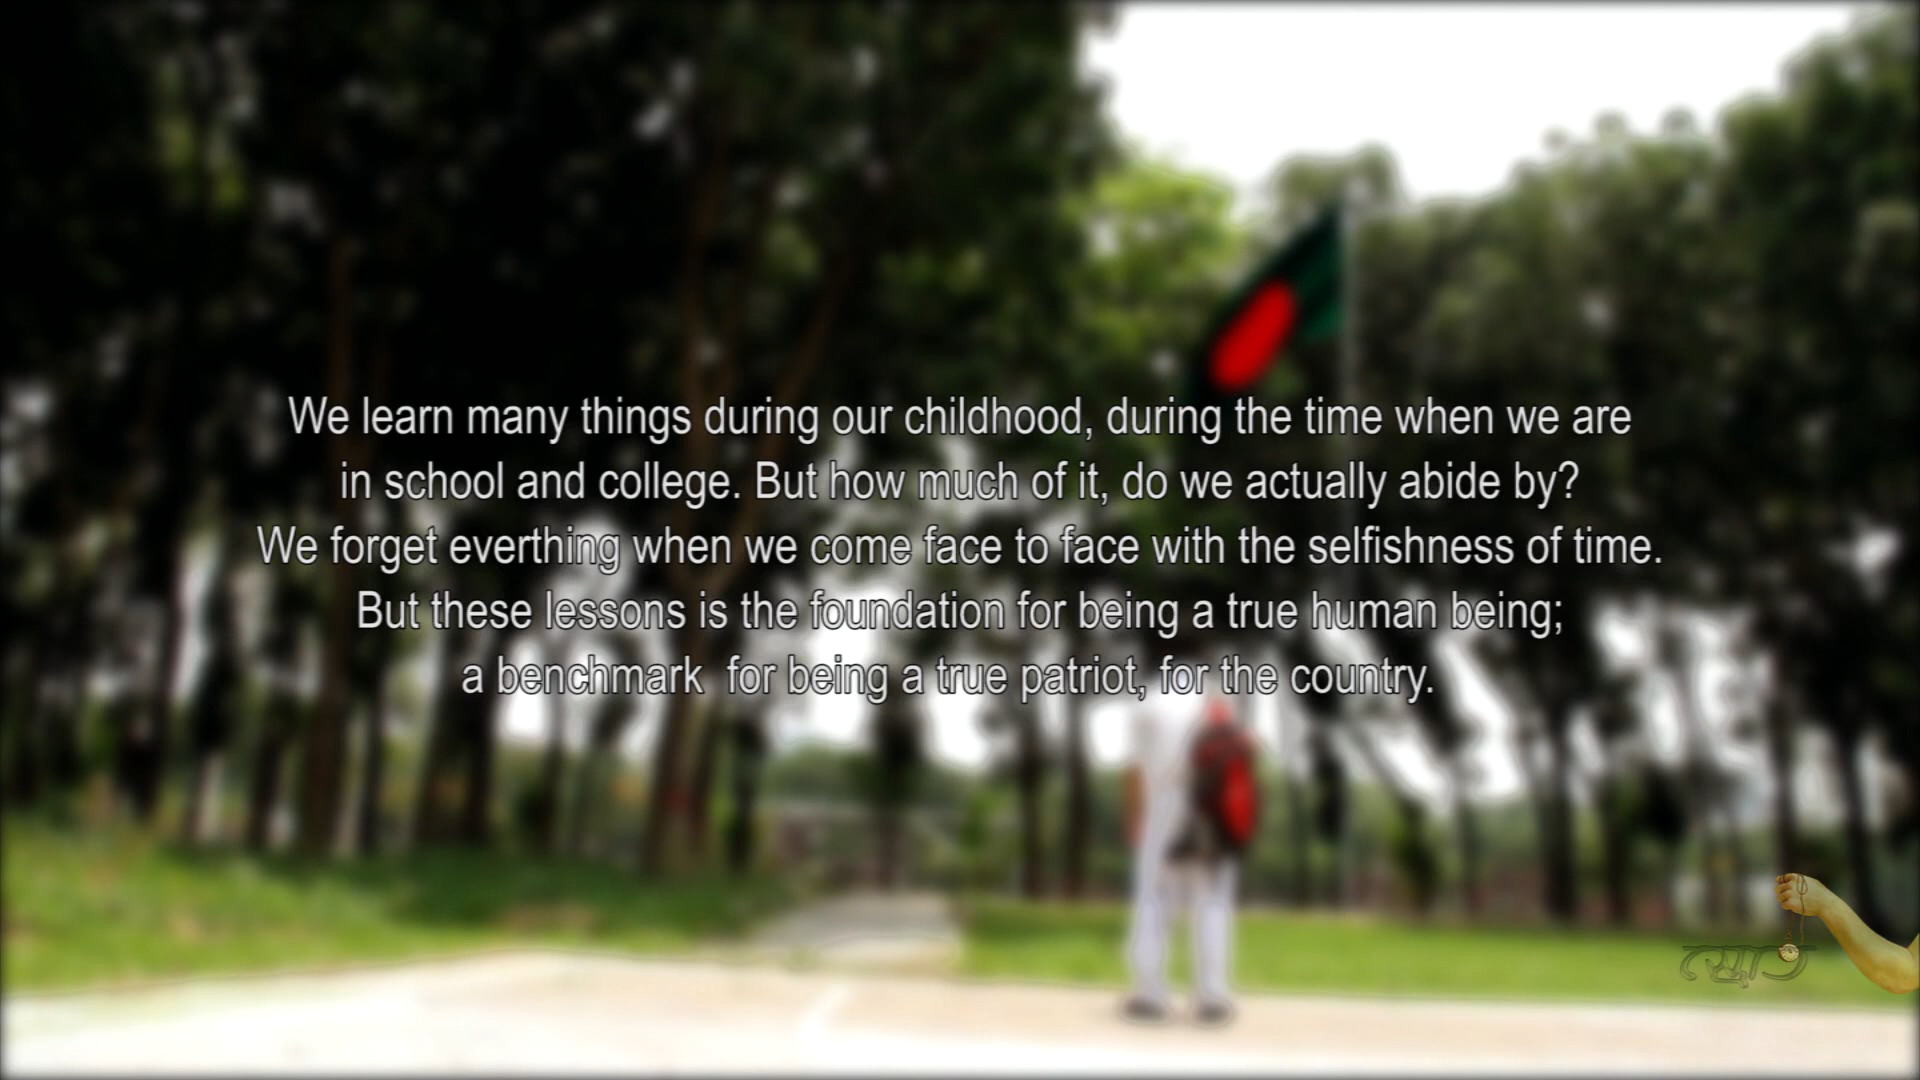 We learn many things during our childhood, during the time when we are
in school and college. But how much of it, do we actually abide by?
We forget everthing when we come face to face with the selfishness of time.
But these lessons is the foundation for being a true human being;
a benchmark  for being a true patriot, for the country.